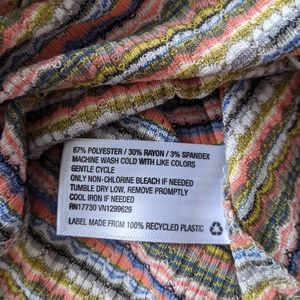 67% POLYESTER / 30% RAYON / 3% SPANDEX
MACHINE WASH COLD WITH LIKE COLORS
GENTLE CYCLE
ONLY NON-CHLORINE BLEACH IF NEEDED
TUMBLE DRY LOW, REMOVE PROMPTLY
COOL IRON IF NEEDED
RN17730 VN1299629
LABEL MADE FROM 100% RECYCLED PLASTIC